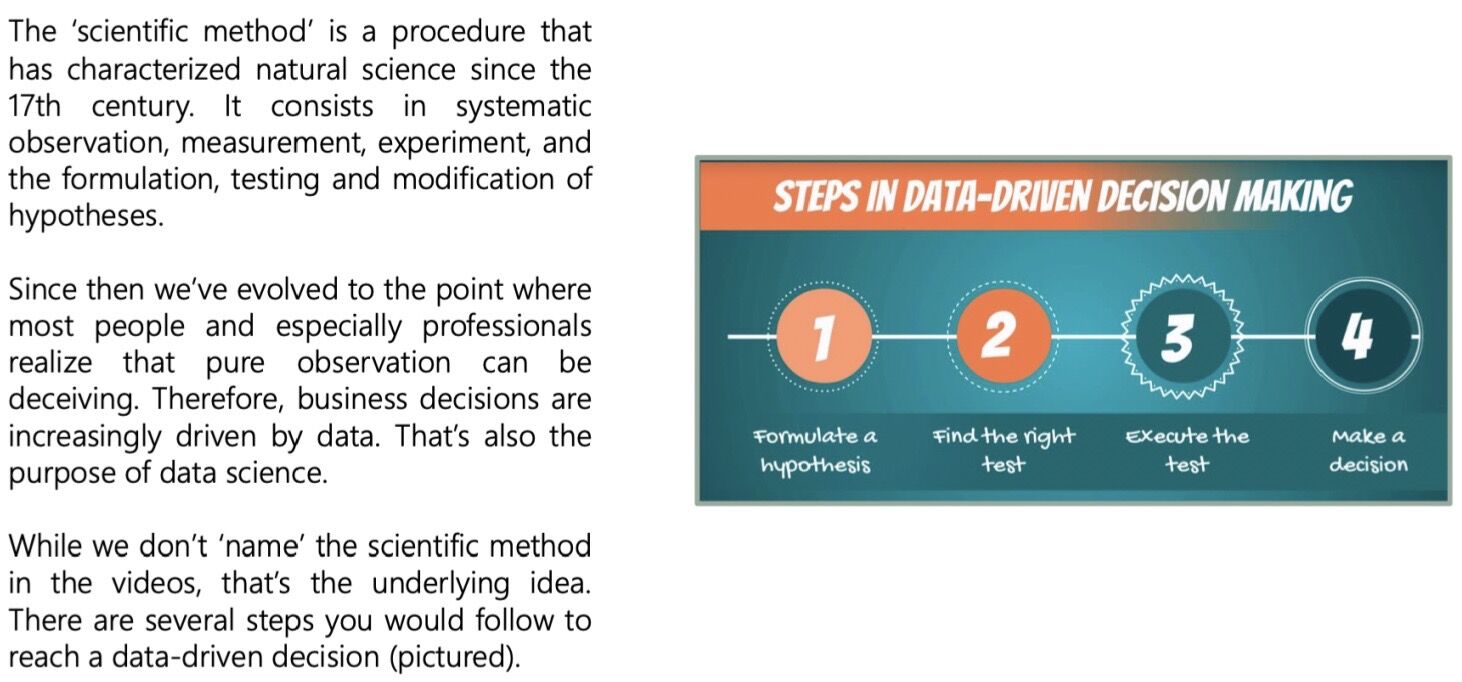 The ‘scientific method’ is a procedure that
has characterized natural science since the
17th century. It consists in systematic
observation, measurement, experiment, and
the formulation, testing and modification of
hypotheses.
Since then we’ve evolved to the point where
most people and especially professionals
realize that pure observation can be
deceiving. Therefore, business decisions are
increasingly driven by data. That’s also the
purpose of data science.
While we don’t ‘name’ the scientific method
in the videos, that’s the underlying idea.
There are several steps you would follow to
reach a data-driven decision (pictured).
STEPS IN DATA-DRIVEN DECISION MAKING
1
2
3
4
Formulate a
hypothesis
Find the right
test
Execute the
test
Make a
decision